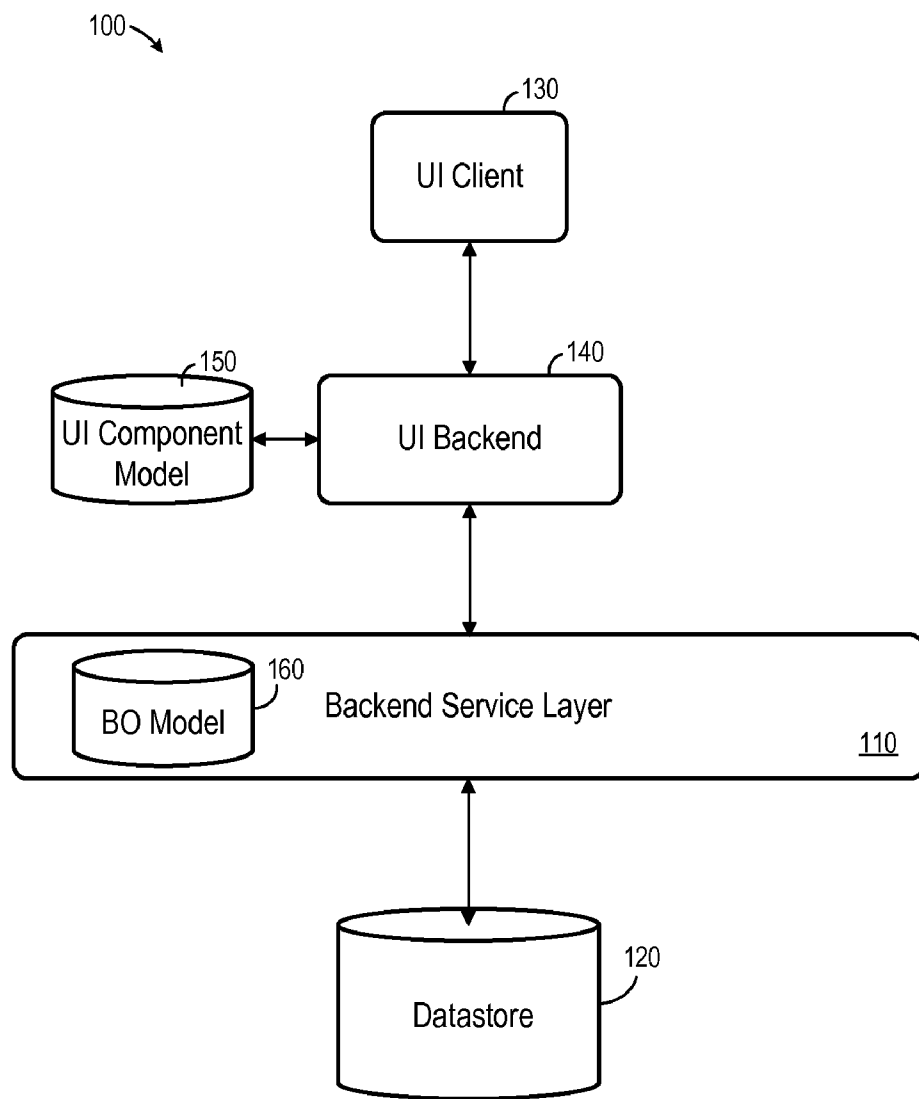 100
130
UI Client
150
140
UI Component
Model
UI Backend
160
BO Model
Backend Service Layer
110
120
Datastore